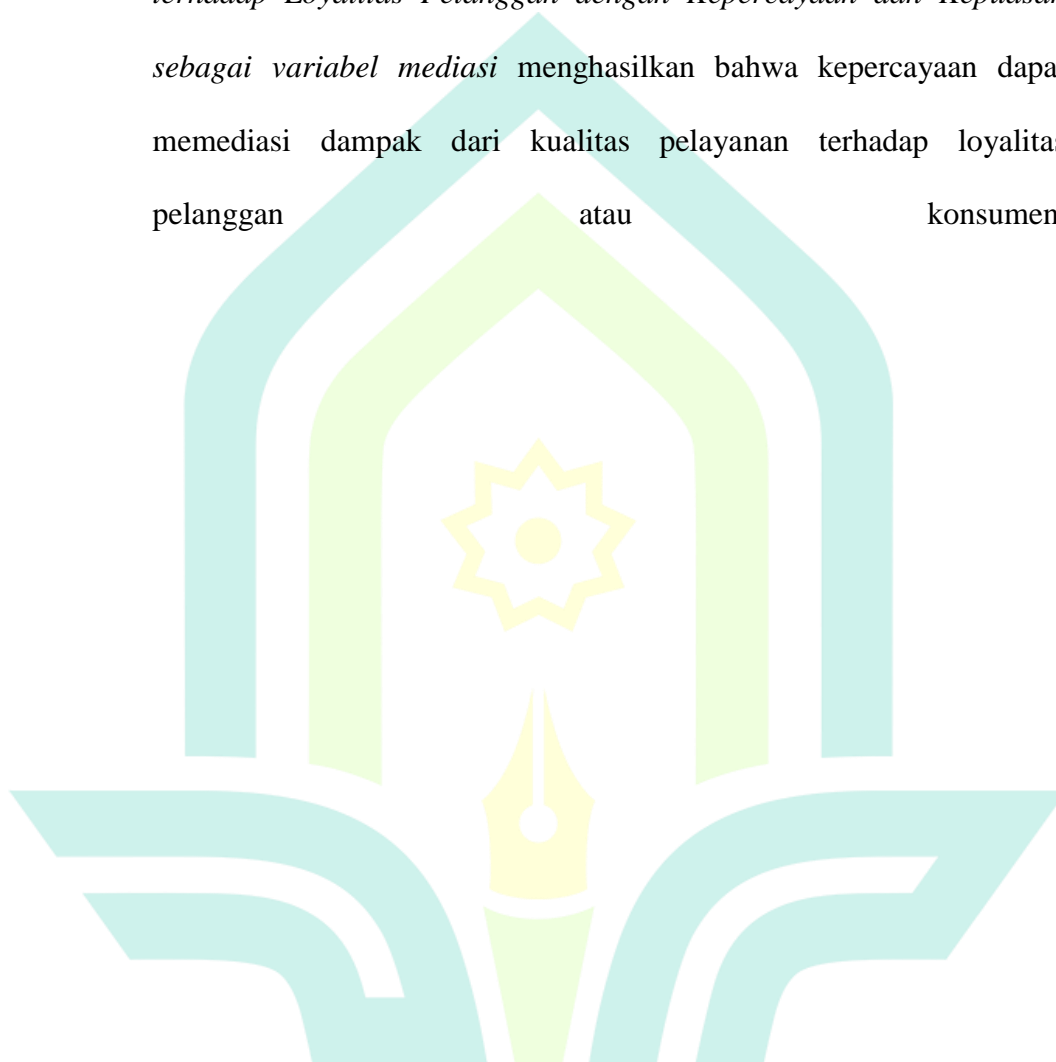 terhadap Loyalitas Pelanggan dengan Kepercayaan dan Kepuasan
sebagai variabel mediasi menghasilkan bahwa kepercayaan dapa
memediasi dampak dari kualitas pelayanan terhadap loyalitas
pelanggan atau konsumen